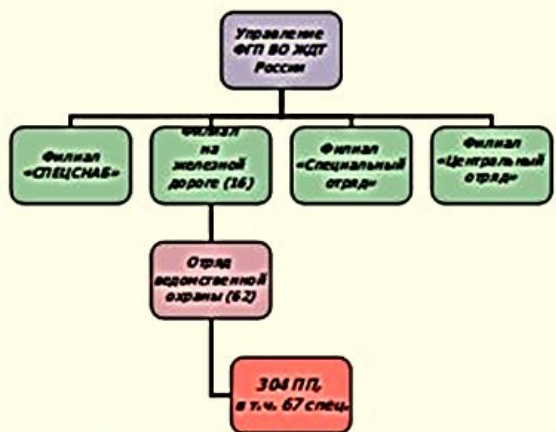 Управление
ФГП ВО ЖДТ
России
Филиал
«СПЕЦСНАБ»
Филиал
на
железной
дороге (16)
Филиал
«Специальный
отряд»
Филиал
«Центральный
отряд»
Отряд
ведомственной
охраны (62)
304 ПП,
в т.ч. 67 спец.